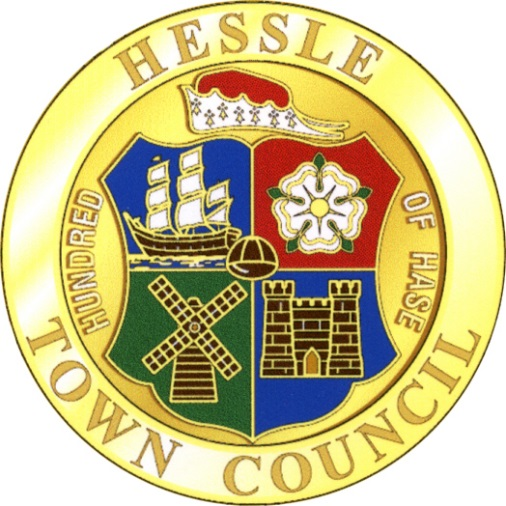 HESSLE
HUNDRED OF HASE
TOWN COUNCIL